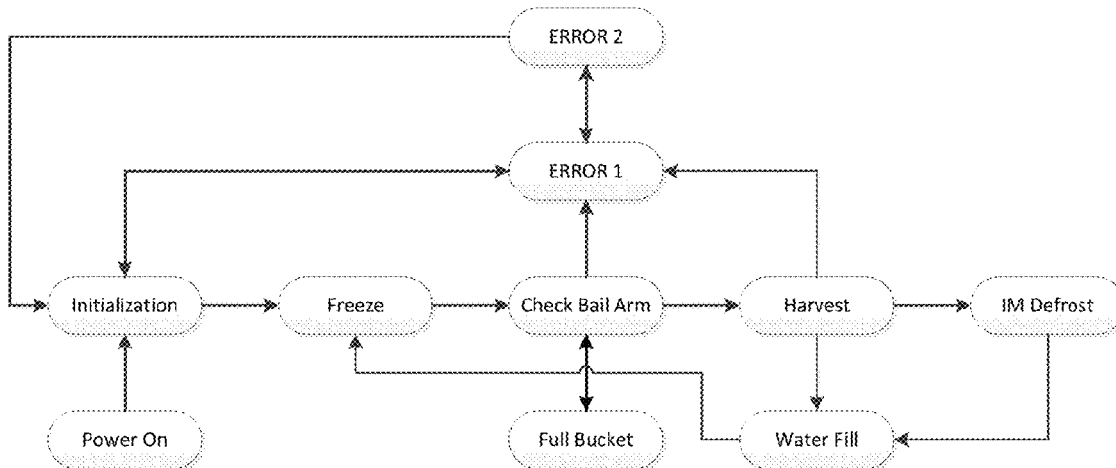 ERROR 2
ERROR 1
Initialization
Freeze
Check Bail Arm
Harvest
IM Defrost
Power On
Full Bucket
Water Fill